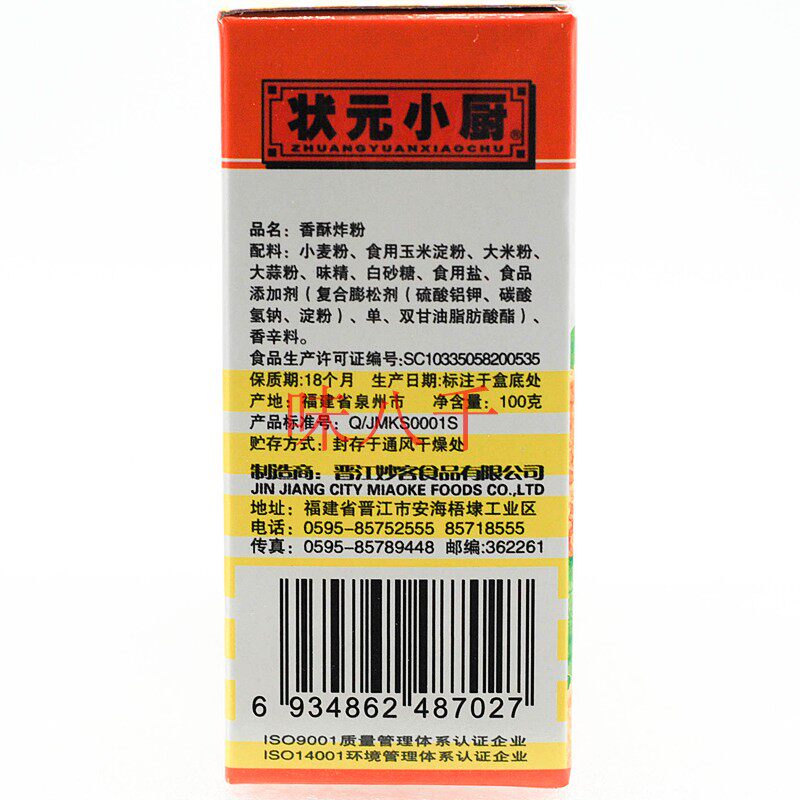 状元小厨®
ZHUANGYUANXIAOCHU
品名：香酥炸粉
配料：小麦粉、食用玉米淀粉、大米粉、
大蒜粉、味精、白砂糖、食用盐、食品
添加剂（复合膨松剂（硫酸铝钾、碳酸
氢钠、淀粉）、单、双甘油脂肪酸酯）、
香辛料。
食品生产许可证编号:SC10335058200535
保质期:18个月 生产日期:标注于盒底处
产地：福建省泉州市 净含量：100克
味八千
产品标准号：Q/JMKS0001S
贮存方式：封存于通风干燥处
制造商：晋江妙客食品有限公司
JIN JIANG CITY MIAOKE FOODS CO.,LTD
地址：福建省晋江市安海梧埭工业区
电话：0595-85752555 85718555
传真：0595-85789448 邮编:362261
6 934862 487027
ISO9001质量管理体系认证企业
ISO14001环境管理体系认证企业